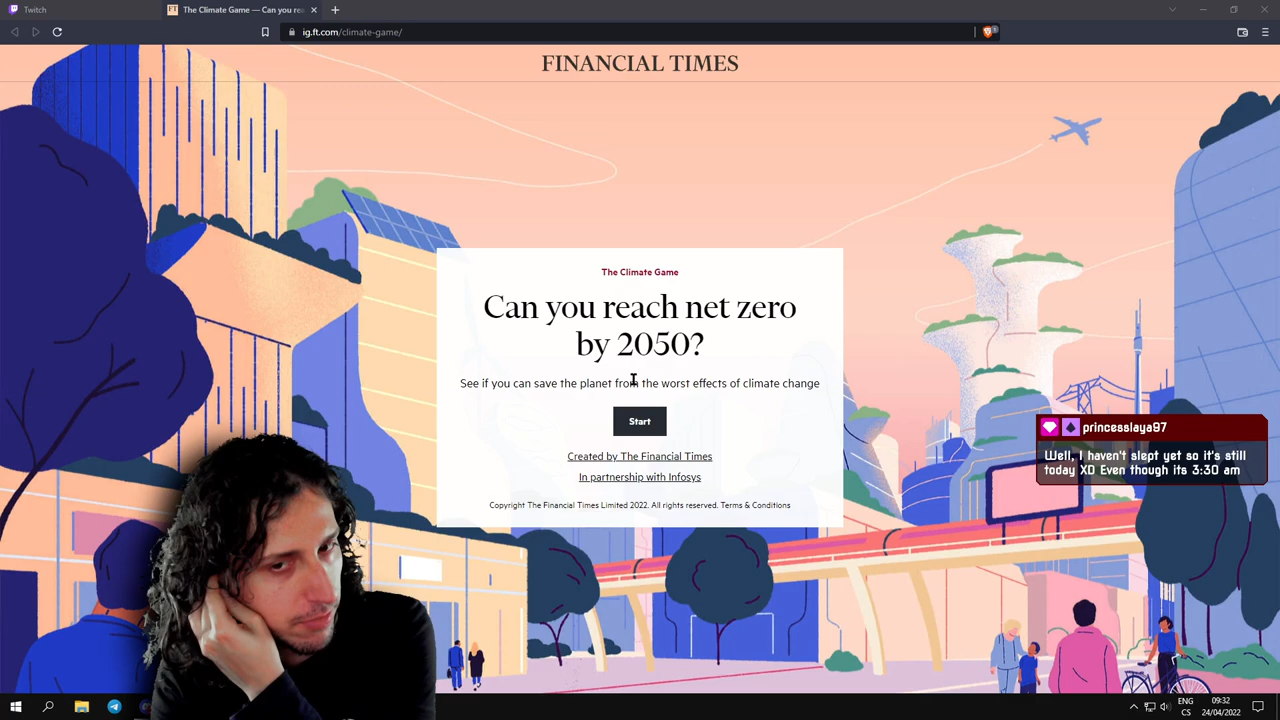 Twitch
FT The Climate Game — Can you re
ig.ft.com/climate-game/
FINANCIAL TIMES
The Climate Game
Can you reach net zero
by 2050?
See if you can save the planet from the worst effects of climate change
Start
Created by The Financial Times
In partnership with Infosys
Copyright The Financial Times Limited 2022. All rights reserved. Terms & Conditions
princesslaya97
Well, I haven't slept yet so it's still
today XD Even though its 3:30 am
ENG
CS
09:32
24/04/2022